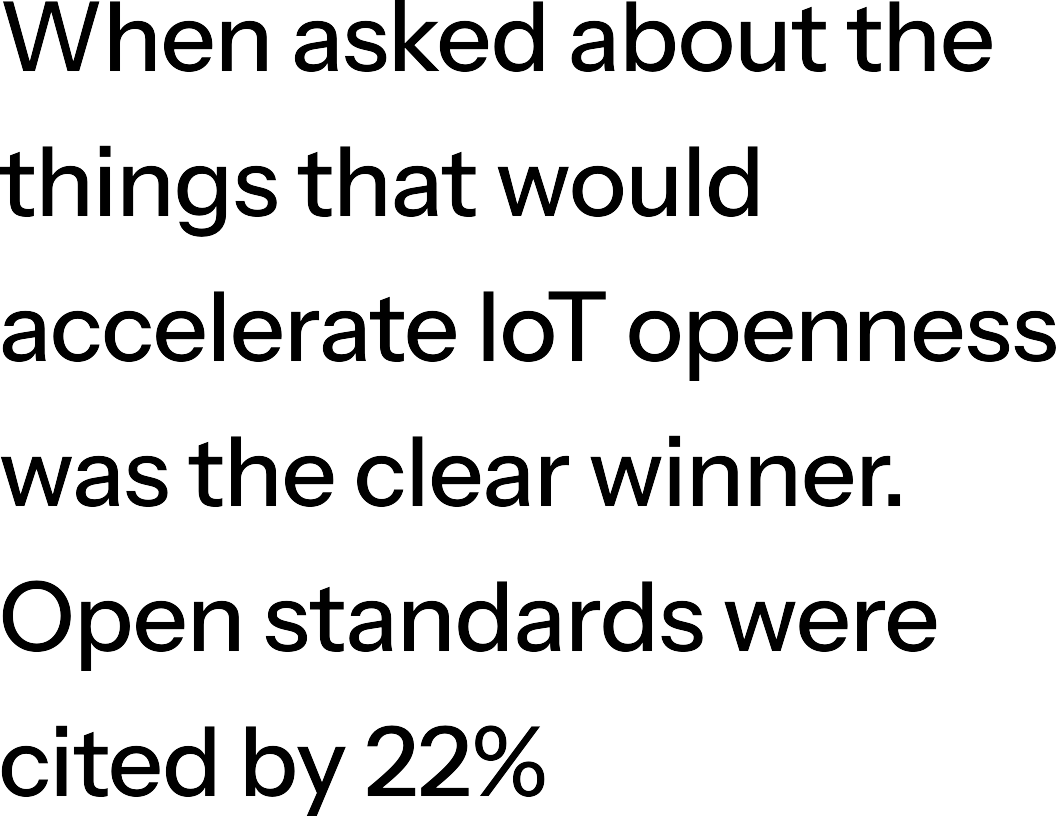 When asked about the
things that would
accelerate IoT openness
was the clear winner.
Open standards were
cited by 22%